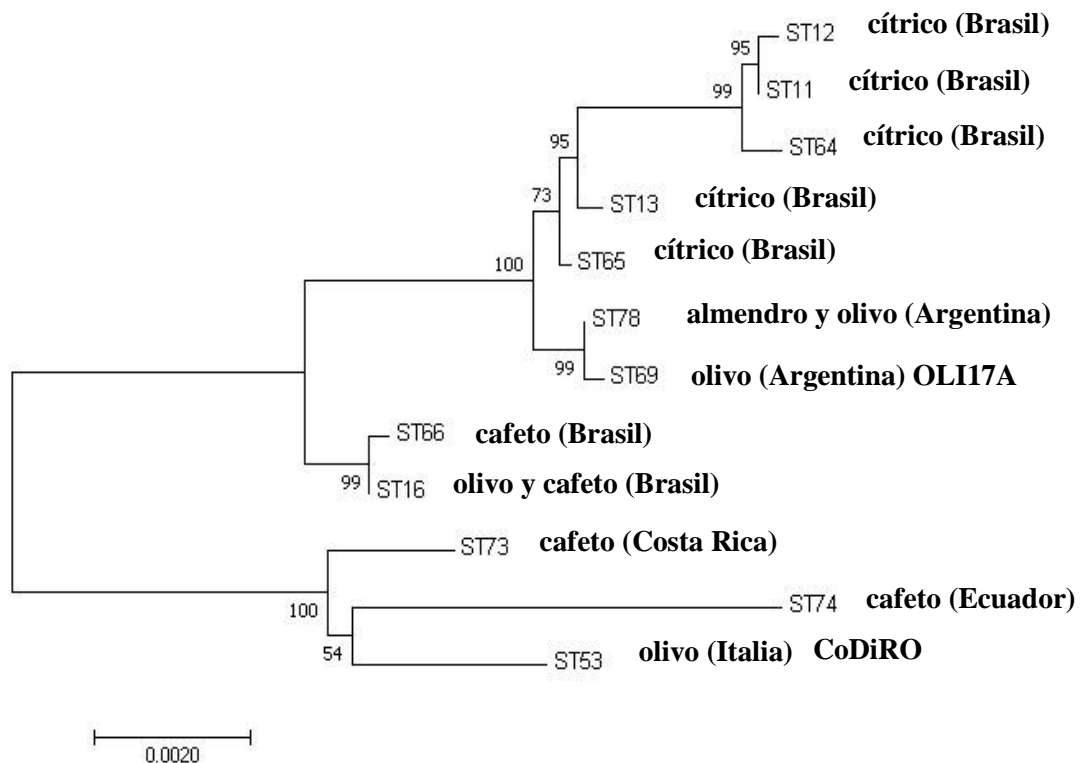 95 ST12 cítrico (Brasil)
99 ST11 cítrico (Brasil)
ST64 cítrico (Brasil)
95
73 ST13 cítrico (Brasil)
100 ST65 cítrico (Brasil)
ST78 almendro y olivo (Argentina)
99 ST69 olivo (Argentina) OLI17A
ST66 cafeto (Brasil)
99 ST16 olivo y cafeto (Brasil)
ST73 cafeto (Costa Rica)
100 ST74 cafeto (Ecuador)
54 ST53 olivo (Italia) CoDiRO
0.0020